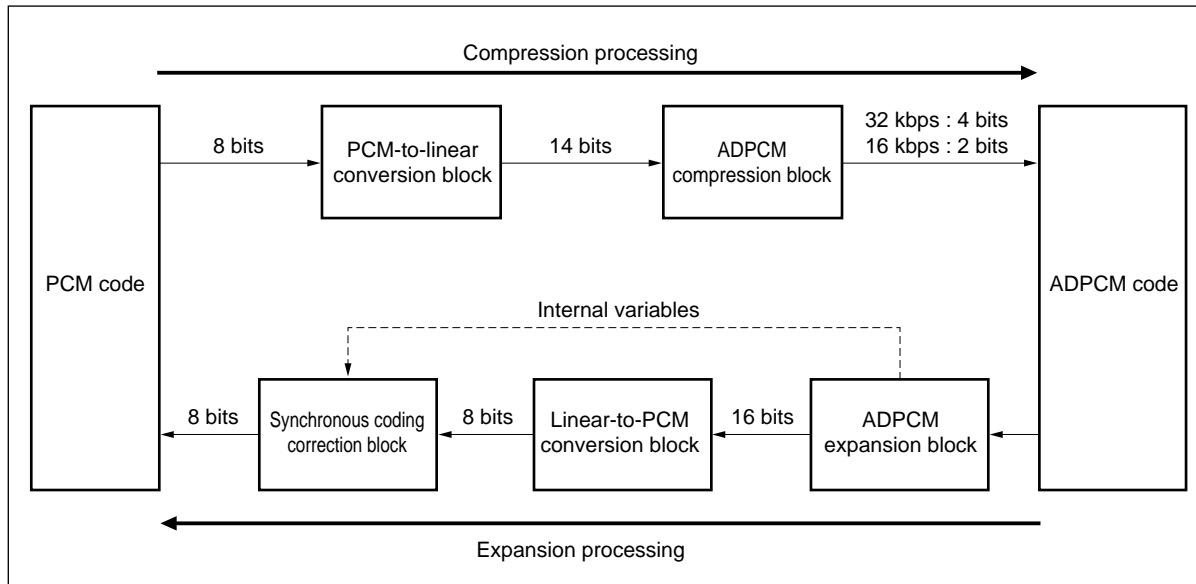 Compression processing
PCM code
8 bits
PCM-to-linear
conversion block
14 bits
ADPCM
compression block
32 kbps : 4 bits
16 kbps : 2 bits
ADPCM code
Internal variables
8 bits
Synchronous coding
correction block
8 bits
Linear-to-PCM
conversion block
16 bits
ADPCM
expansion block
Expansion processing